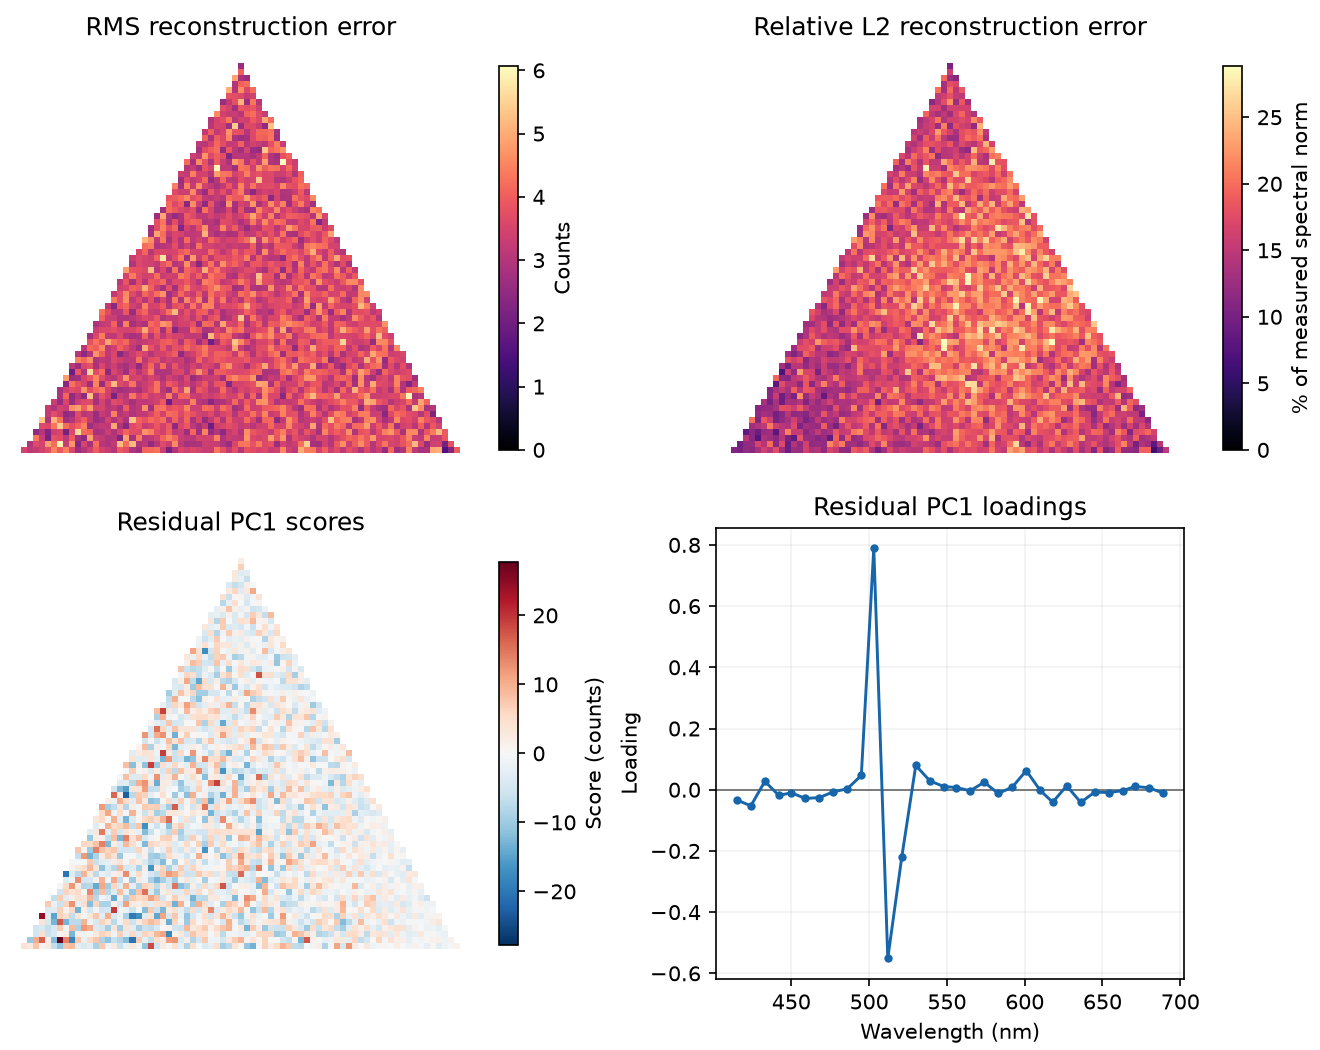 RMS reconstruction error
6
5
4
3
2
1
0
Counts
Relative L2 reconstruction error
25
20
15
10
5
0
% of measured spectral norm
Residual PC1 scores
20
10
0
−10
−20
Score (counts)
Residual PC1 loadings
0.8
0.6
0.4
0.2
0.0
−0.2
−0.4
−0.6
Loading
450 500 550 600 650 700
Wavelength (nm)